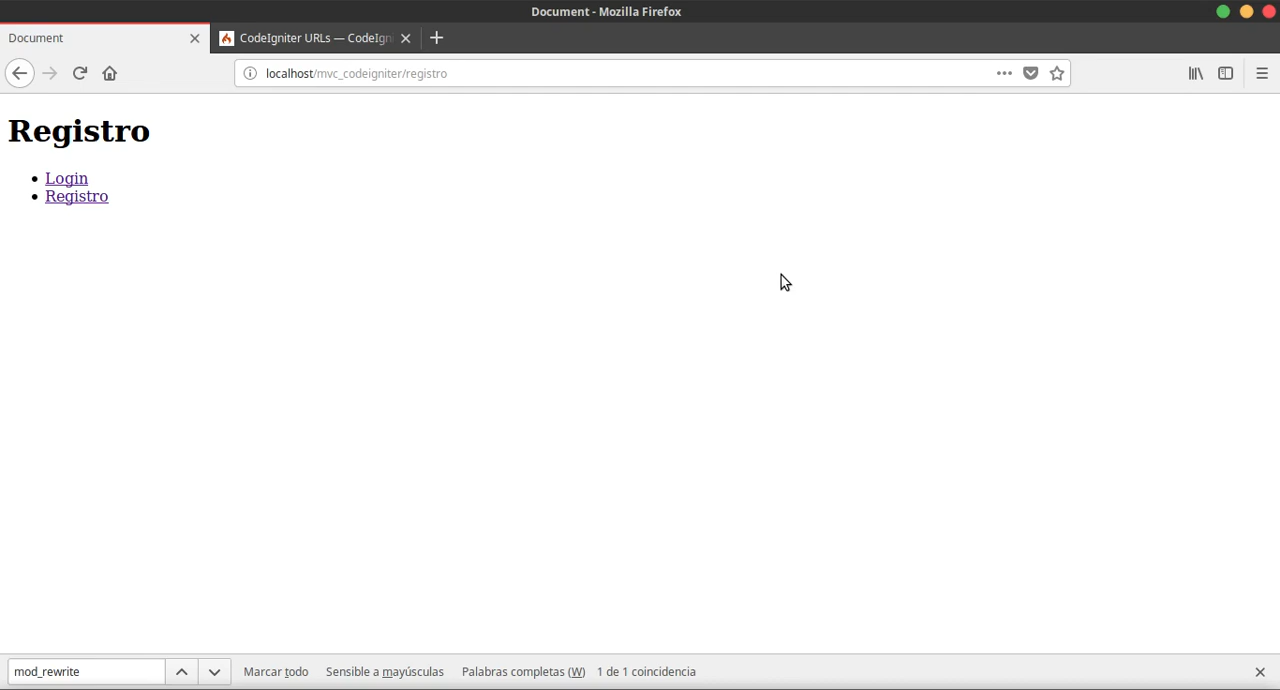 Document - Mozilla Firefox
Document
CodeIgniter URLs — CodeIgn
localhost/mvc_codeigniter/registro
Registro
Login
Registro
mod_rewrite
Marcar todo
Sensible a mayúsculas
Palabras completas (W)
1 de 1 coincidencia